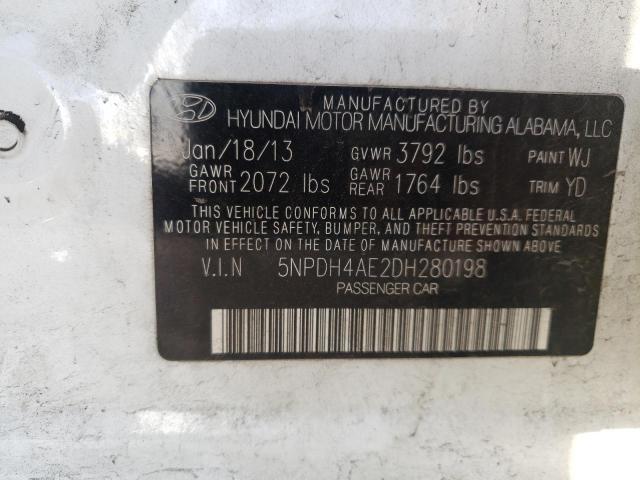 MANUFACTURED BY
HYUNDAI MOTOR MANUFACTURING ALABAMA, LLC
Jan/18/13 GVWR 3792 lbs PAINT WJ
GAWR FRONT 2072 lbs GAWR REAR 1764 lbs TRIM YD
THIS VEHICLE CONFORMS TO ALL APPLICABLE U.S.A. FEDERAL
MOTOR VEHICLE SAFETY, BUMPER, AND THEFT PREVENTION
STANDARDS IN EFFECT ON THE DATE OF
MANUFACTURE SHOWN ABOVE.
V.I.N 5NPDH4AE2DH280198
PASSENGER CAR